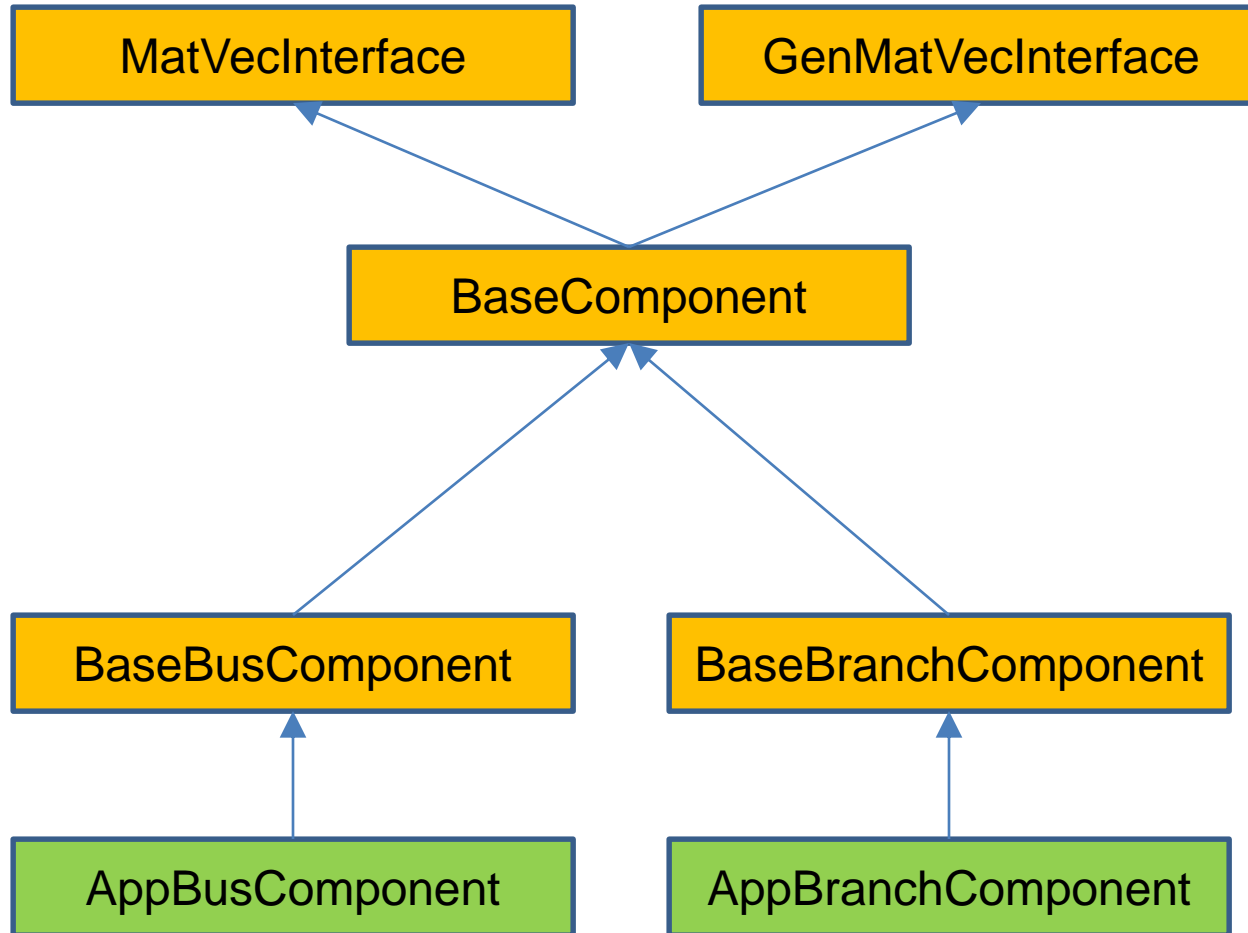 MatVecInterface
GenMatVecInterface
BaseComponent
BaseBusComponent
BaseBranchComponent
AppBusComponent
AppBranchComponent